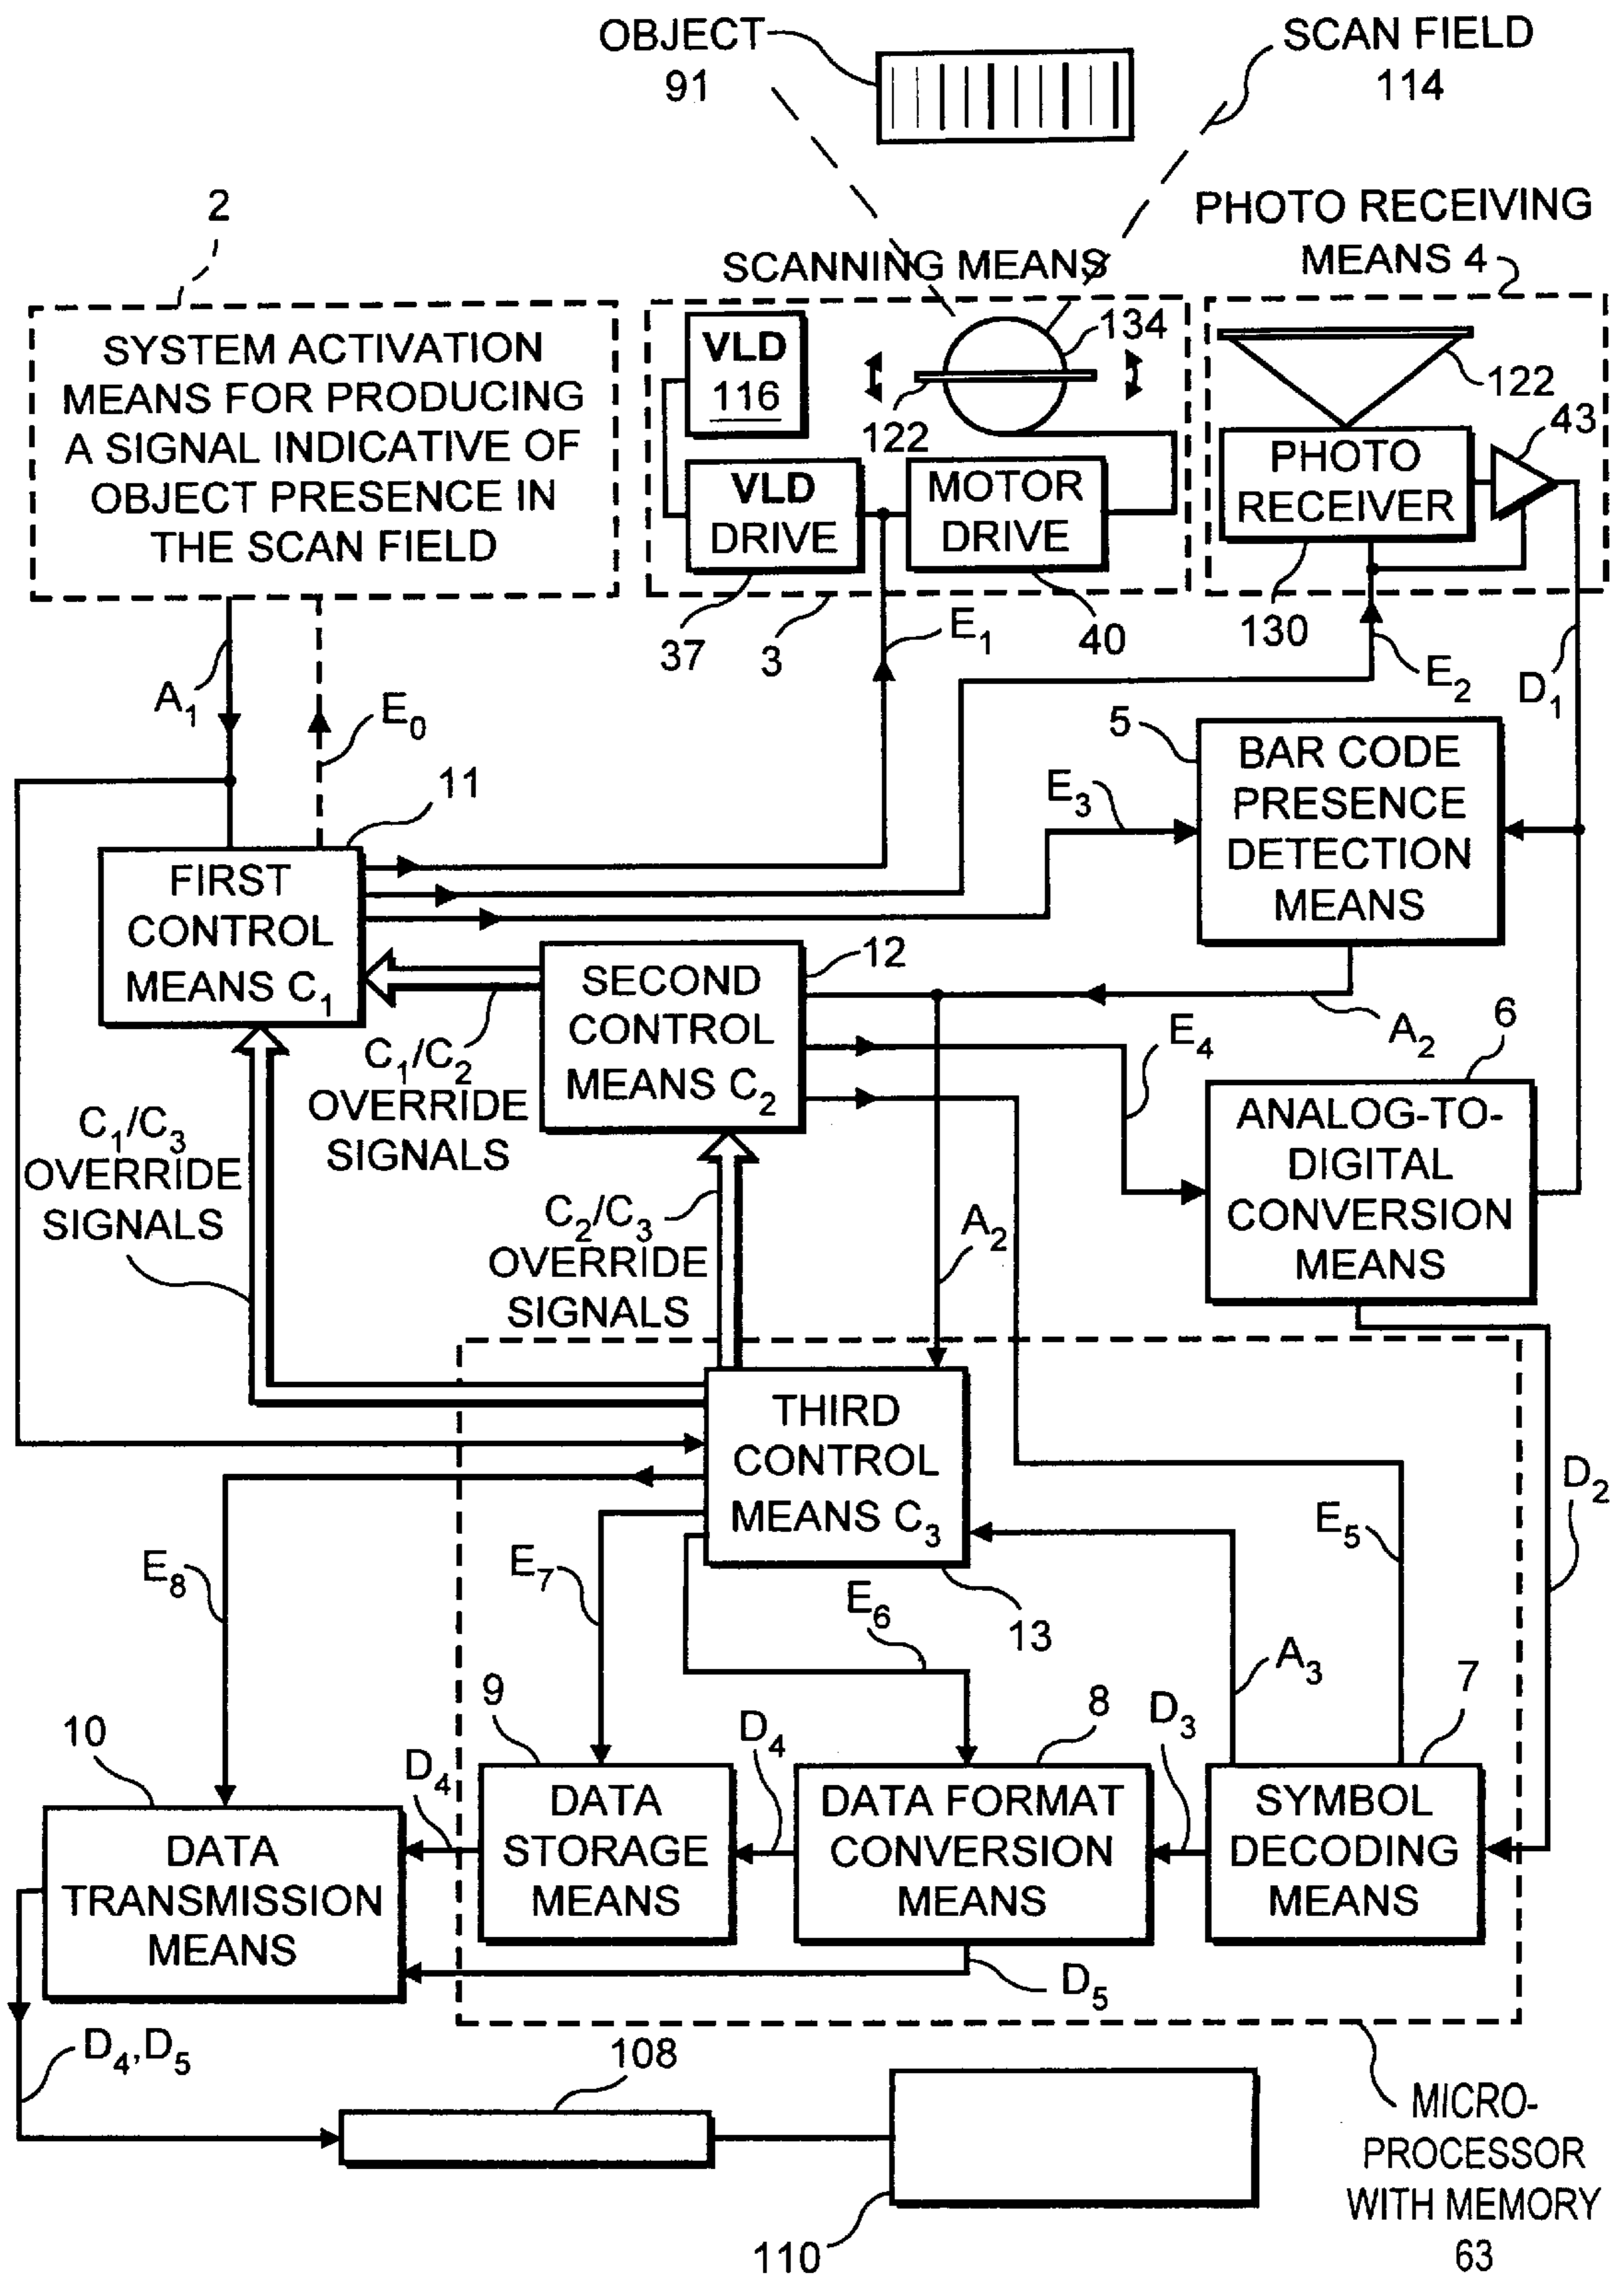 OBJECT
91
SCAN FIELD
114
2
PHOTO RECEIVING
MEANS 4
SCANNING MEANS
SYSTEM ACTIVATION
MEANS FOR PRODUCING
A SIGNAL INDICATIVE OF
OBJECT PRESENCE IN
THE SCAN FIELD
VLD
116
134
122
VLD
DRIVE
MOTOR
DRIVE
122
43
PHOTO
RECEIVER
37
3
E1
40
130
E2
D1
A1
E0
11
5
BAR CODE
PRESENCE
DETECTION
MEANS
E3
FIRST
CONTROL
MEANS C1
12
SECOND
CONTROL
MEANS C2
A2
C1/C2
OVERRIDE
SIGNALS
E4
6
ANALOG-TO-
DIGITAL
CONVERSION
MEANS
C1/C3
OVERRIDE
SIGNALS
C2/C3
OVERRIDE
SIGNALS
A2
THIRD
CONTROL
MEANS C3
D2
E5
E8
E7
E6
13
A3
7
9
8
D3
10
D4
D4
DATA
STORAGE
MEANS
DATA FORMAT
CONVERSION
MEANS
SYMBOL
DECODING
MEANS
DATA
TRANSMISSION
MEANS
D5
D4,D5
108
110
MICRO-
PROCESSOR
WITH MEMORY
63